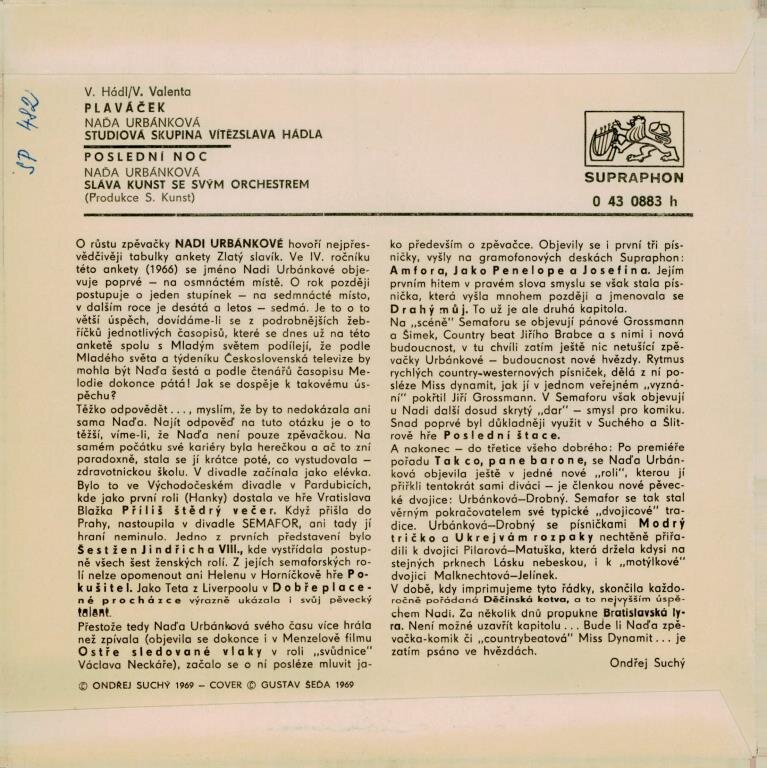 SP 482
V. Hádl/V. Valenta
PLAVÁČEK
NAĎA URBÁNKOVÁ
STUDIOVÁ SKUPINA VÍTĚZSLAVA HÁDLA
POSLEDNÍ NOC
NAĎA URBÁNKOVÁ
SLÁVA KUNST SE SVÝM ORCHESTREM
(Produkce S. Kunst)
SUPRAPHON
0 43 0883 h
O růstu zpěvačky NADI URBÁNKOVÉ hovoří nejpřes-
vědčivěji tabulky ankety Zlatý slavík. Ve IV. ročníku
této ankety (1966) se jméno Nadi Urbánkové obje-
vuje poprvé – na osmnáctém místě. O rok později
postupuje o jeden stupínek – na sedmnácté místo,
v dalším roce je desátá a letos – sedmá. Je to o to
větší úspěch, dovídáme-li se z podrobnějších žeb-
říčků jednotlivých časopisů, které se dnes už na této
anketě spolu s Mladým světem podílejí, že podle
Mladého světa a týdeníku Československá televize by
mohla být Naďa šestá a podle čtenářů časopisu Me-
lodie dokonce pátá! Jak se dospěje k takovému ús-
pěchu?
Těžko odpovědět . . ., myslím, že by to nedokázala ani
sama Naďa. Najít odpověď na tuto otázku je o to
těžší, víme-li, že Naďa není pouze zpěvačkou. Na
samém počátku své kariéry byla herečkou a ač to zní
paradoxně, stala se jí krátce poté, co vystudovala –
zdravotnickou školu. V divadle začínala jako elévka.
Bylo to ve Východočeském divadle v Pardubicích,
kde jako první roli (Hanky) dostala ve hře Vratislava
Blažka Příliš štědrý večer. Když přišla do
Prahy, nastoupila v divadle SEMAFOR, ani tady jí
hraní neminulo. Jedno z prvních představení bylo
Šest žen Jindřicha VIII., kde vystřídala postup-
ně všech šest ženských rolí. Z jejích semaforských ro-
lí nelze opomenout ani Helenu v Horníčkově hře Po-
kušitel. Jako Teta z Liverpoolu v Dobře place-
né procházce výrazně ukázala i svůj pěvecký
talent.
Přestože tedy Naďa Urbánková svého času více hrála
než zpívala (objevila se dokonce i v Menzelově filmu
Ostře sledované vlaky v roli „svůdnice"
Václava Neckáře), začalo se o ní posléze mluvit ja-
ko především o zpěvačce. Objevily se i první tři pís-
ničky, vyšly na gramofonových deskách Supraphon:
Amfora, Jako Penelope a Josefína. Jejím
prvním hitem v pravém slova smyslu se však stala pís-
nička, která vyšla mnohem později a jmenovala se
Drahý můj. To už je ale druhá kapitola.
Na „scéně" Semaforu se objevují pánové Grossmann
a Šimek, Country beat Jiřího Brabce a s nimi i nová
budoucnost, v tu chvíli zatím ještě nic netušící zpě-
vačky Urbánkové – budoucnost nové hvězdy. Rytmus
rychlých country-westernových písniček, dělá z ní po-
sléze Miss dynamit, jak jí v jednom veřejném „vyzná-
ní" pokřtil Jiří Grossmann. V Semaforu však objevují
u Nadi další dosud skrytý „dar" – smysl pro komiku.
Snad poprvé byl důkladněji využit v Suchého a Šlit-
rově hře Poslední štace.
A nakonec – do třetice všeho dobrého: Po premiéře
pořadu Tak co, pane barone, se Naďa Urbán-
ková objevila ještě v jedné nové „roli", kterou jí
přiřkli tentokrát sami diváci – je členkou nové pěvec-
ké dvojice: Urbánková–Drobný. Semafor se tak stal
věrným pokračovatelem své typické „dvojicové" tra-
dice. Urbánková–Drobný se písničkami Modrý
tričko a Ukrejvám rozpaky nechtěně přiřa-
dili k dvojici Pilarová–Matuška, která držela kdysi na
stejných prknech Lásku nebeskou, i k „motýlkové"
dvojici Malknechtová–Jelínek.
V době, kdy imprimujeme tyto řádky, skončila každo-
ročně pořádaná Děčínská kotva, a to nejvyšším úspě-
chem Nadi. Za několik dnů propukne Bratislavská ly-
ra. Není možné uzavřít kapitolu . . . Bude li Naďa zpě-
vačka-komik či „countrybeatová" Miss Dynamit . . . je
zatím psáno ve hvězdách.
Ondřej Suchý
© ONDŘEJ SUCHÝ 1969 – COVER © GUSTAV ŠEĎA 1969